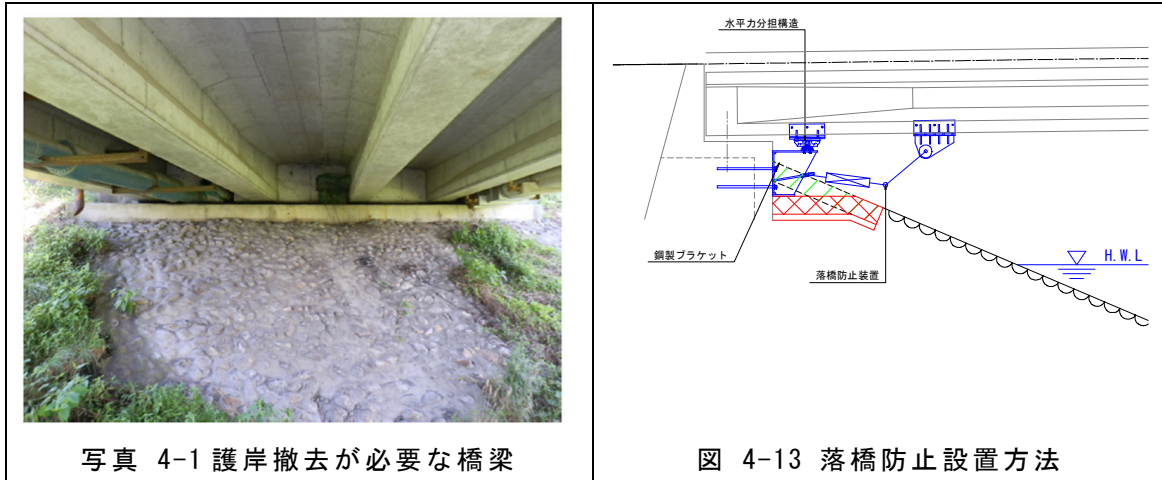 写真 4-1 護岸撤去が必要な橋梁
水平力分担構造
鋼製ブラケット
落橋防止装置
H.W.L
図 4-13 落橋防止設置方法